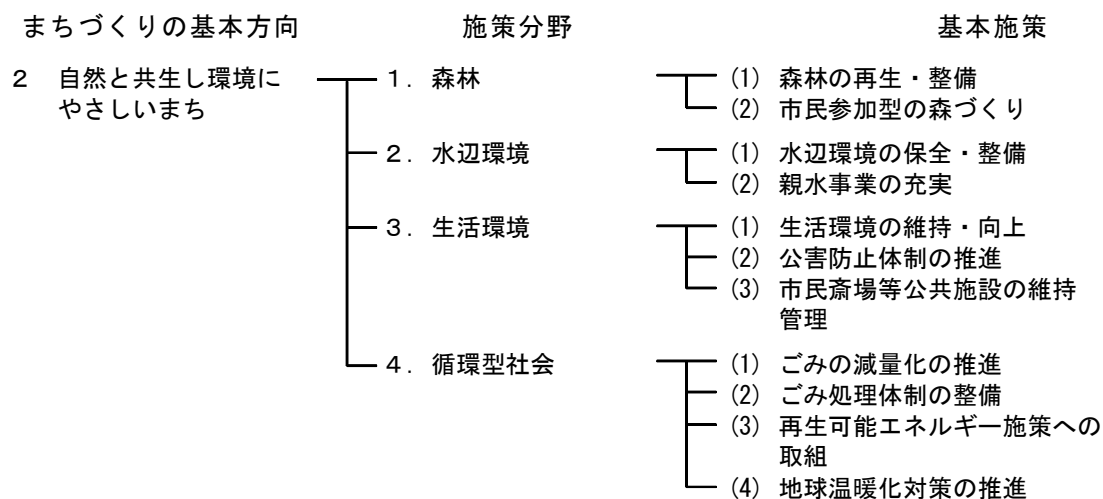 まちづくりの基本方向 施策分野 基本施策
2 自然と共生し環境に 1. 森林 (1) 森林の再生・整備
やさしいまち (2) 市民参加型の森づくり
2. 水辺環境 (1) 水辺環境の保全・整備
(2) 親水事業の充実
3. 生活環境 (1) 生活環境の維持・向上
(2) 公害防止体制の推進
(3) 市民斎場等公共施設の維持
管理
4. 循環型社会 (1) ごみの減量化の推進
(2) ごみ処理体制の整備
(3) 再生可能エネルギー施策への
取組
(4) 地球温暖化対策の推進